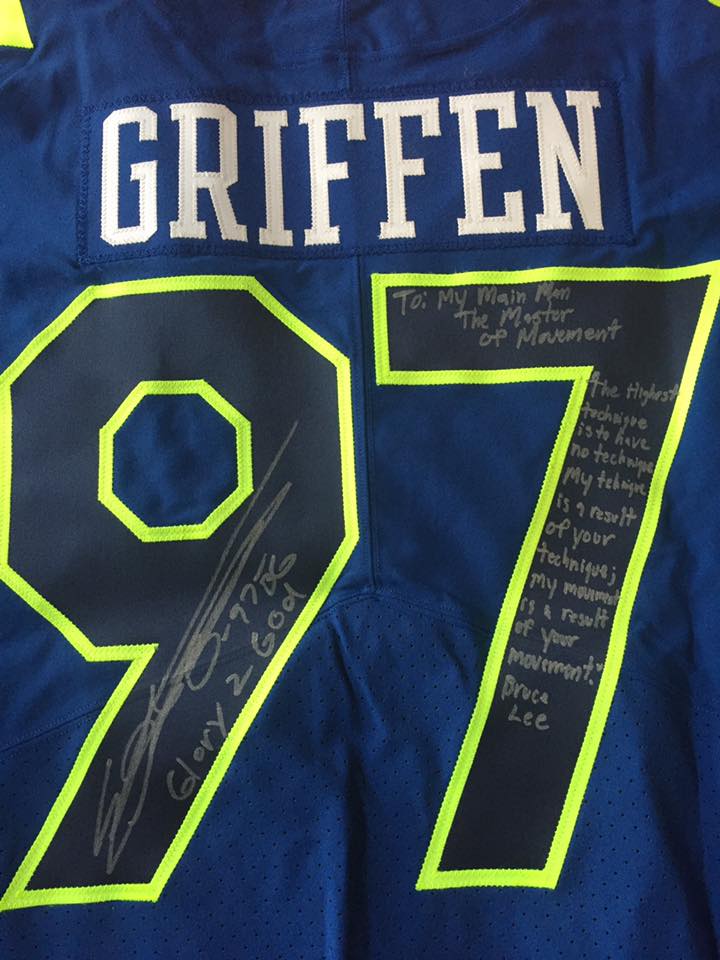 GRIFFEN
97
To: My Main Man
The Master
of Movement
"The Highest
technique
is to have
no technique
My tehnique
is a result
of your
technique;
my movement
is a result
of your
movement."
Bruce
Lee
Glory 2 God